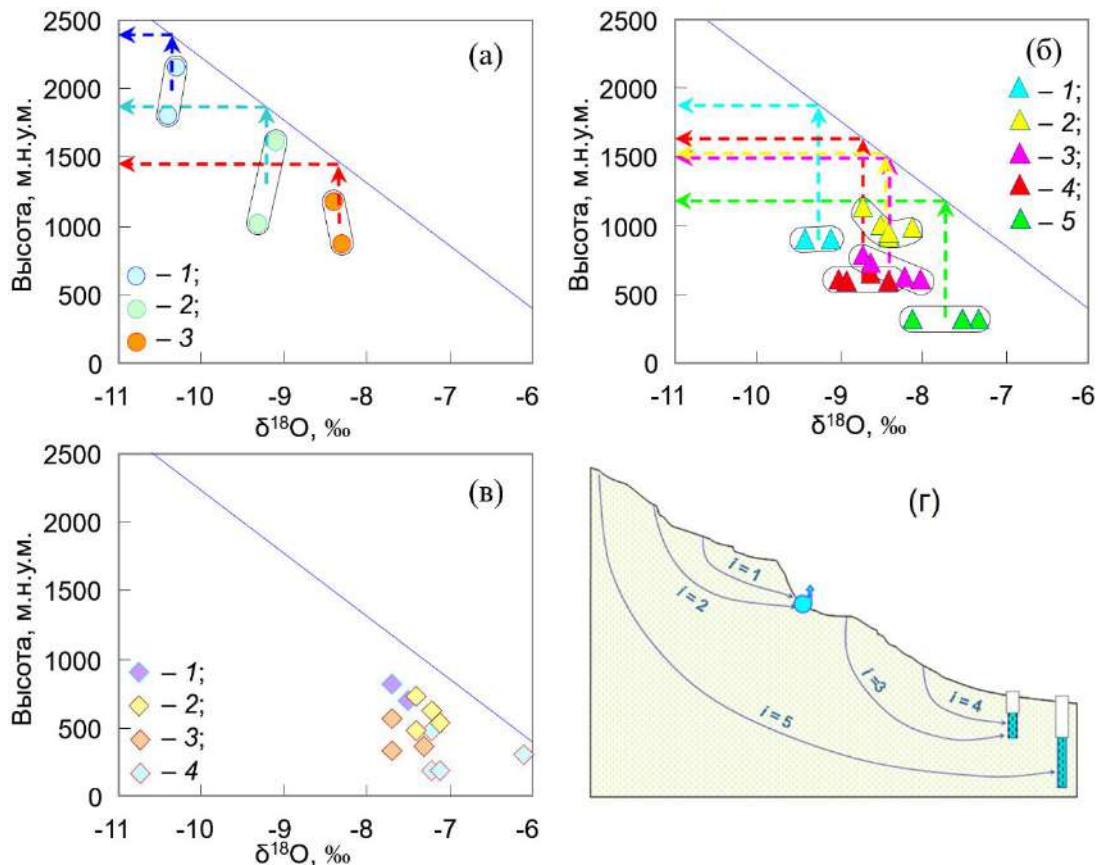 2500
2000
1500
1000
500
0
Высота, м.н.у.м.
(а)
– 1;
– 2;
– 3
-11 -10 -9 -8 -7 -6
δ¹⁸O, ‰
2500
2000
1500
1000
500
0
Высота, м.н.у.м.
(б)
– 1;
– 2;
– 3;
– 4;
– 5
-11 -10 -9 -8 -7 -6
δ¹⁸O, ‰
2500
2000
1500
1000
500
0
Высота, м.н.у.м.
(в)
– 1;
– 2;
– 3;
– 4
-11 -10 -9 -8 -7 -6
δ¹⁸O, ‰
(г)
i = 1
i = 2
i = 3
i = 4
i = 5